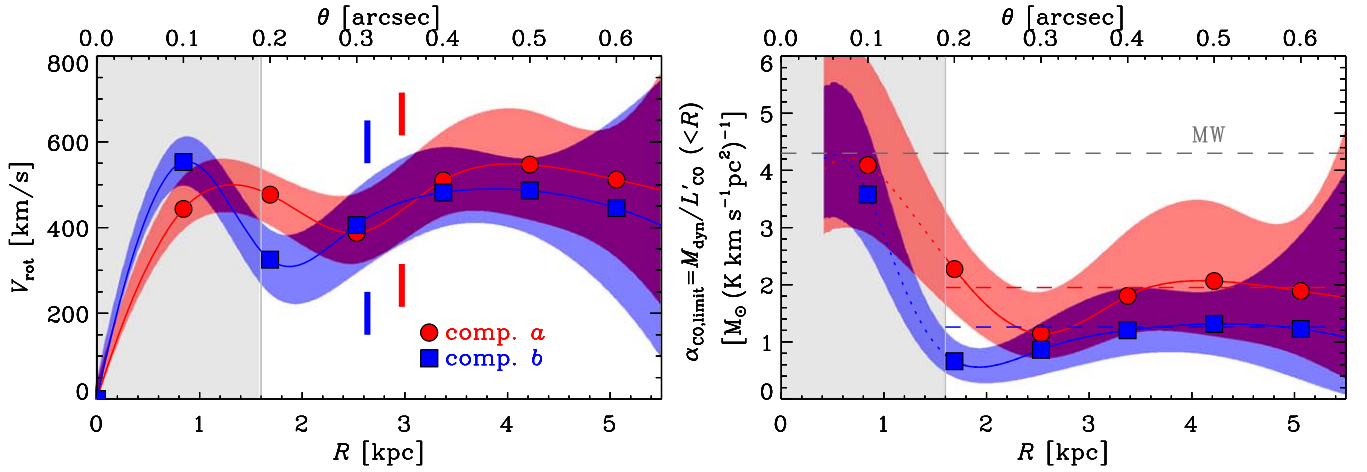 θ [arcsec]
0.0 0.1 0.2 0.3 0.4 0.5 0.6
800
600
400
200
0
V_rot [km/s]
comp. a
comp. b
0 1 2 3 4 5
R [kpc]
θ [arcsec]
0.0 0.1 0.2 0.3 0.4 0.5 0.6
6
5
4
3
2
1
0
α_CO,limit=M_dyn/L′_CO (<R)
[M_⊙ (K km s⁻¹pc²)⁻¹]
MW
0 1 2 3 4 5
R [kpc]